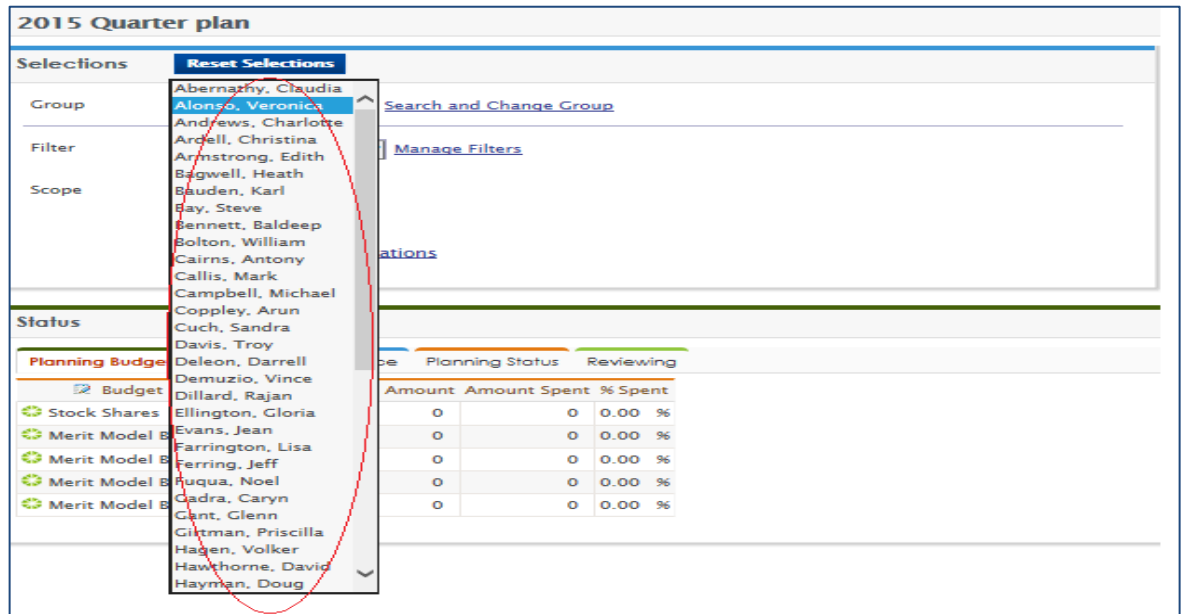 2015 Quarter plan
Selections Reset Selections
Group Search and Change Group
Filter Manage Filters
Scope
ations
Abernathy, Claudia
Alonso, Veronica
Andrews, Charlotte
Ardell, Christina
Armstrong, Edith
Bagwell, Heath
Bauden, Karl
Bay, Steve
Bennett, Baldeep
Bolton, William
Cairns, Antony
Callis, Mark
Campbell, Michael
Coppley, Arun
Cuch, Sandra
Davis, Troy
Deleon, Darrell
Demuzio, Vince
Dillard, Rajan
Ellington, Gloria
Evans, Jean
Farrington, Lisa
Ferring, Jeff
Fuqua, Noel
Gadra, Caryn
Gant, Glenn
Girtman, Priscilla
Hagen, Volker
Hawthorne, David
Hayman, Doug
Status
Planning Budge ce Planning Status Reviewing
Budget Amount Amount Spent % Spent
Stock Shares 0 0 0.00 %
Merit Model B 0 0 0.00 %
Merit Model B 0 0 0.00 %
Merit Model B 0 0 0.00 %
Merit Model B 0 0 0.00 %